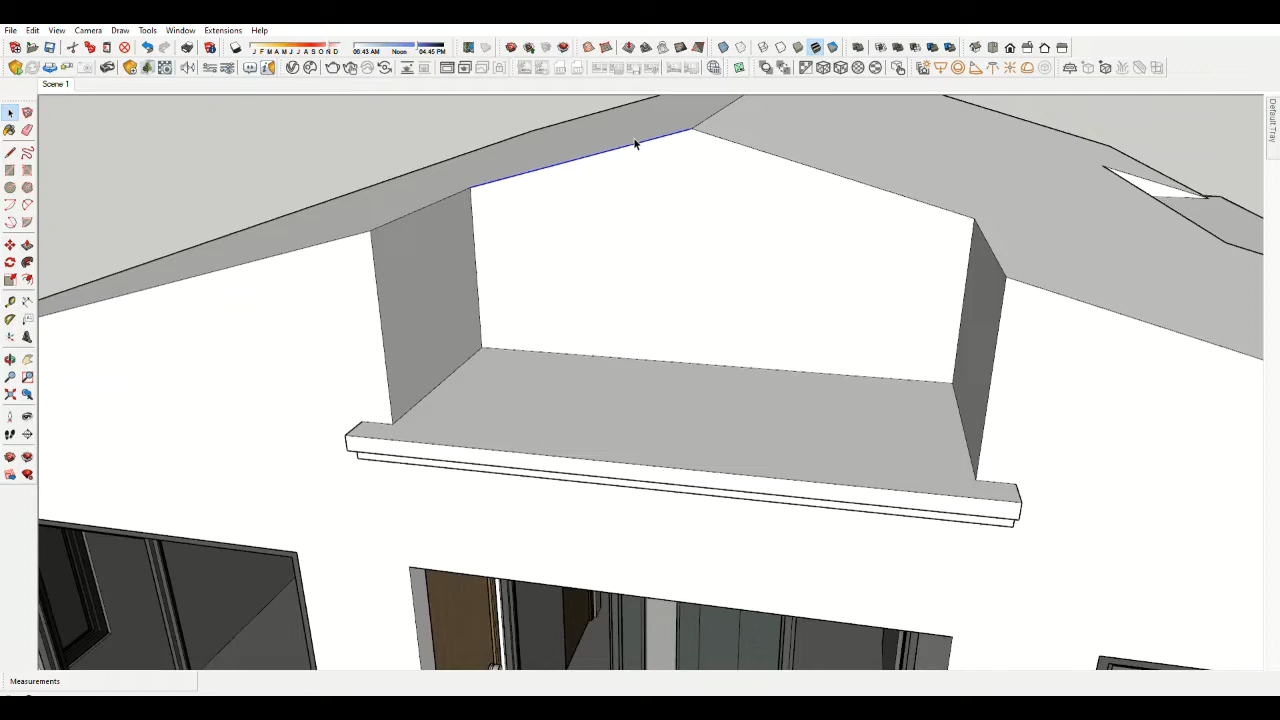 File Edit View Camera Draw Tools Window Extensions Help
J F M A M J J A S O N D 00:43 AM Noon 04:45 PM
Scene 1
Default Tray
Measurements